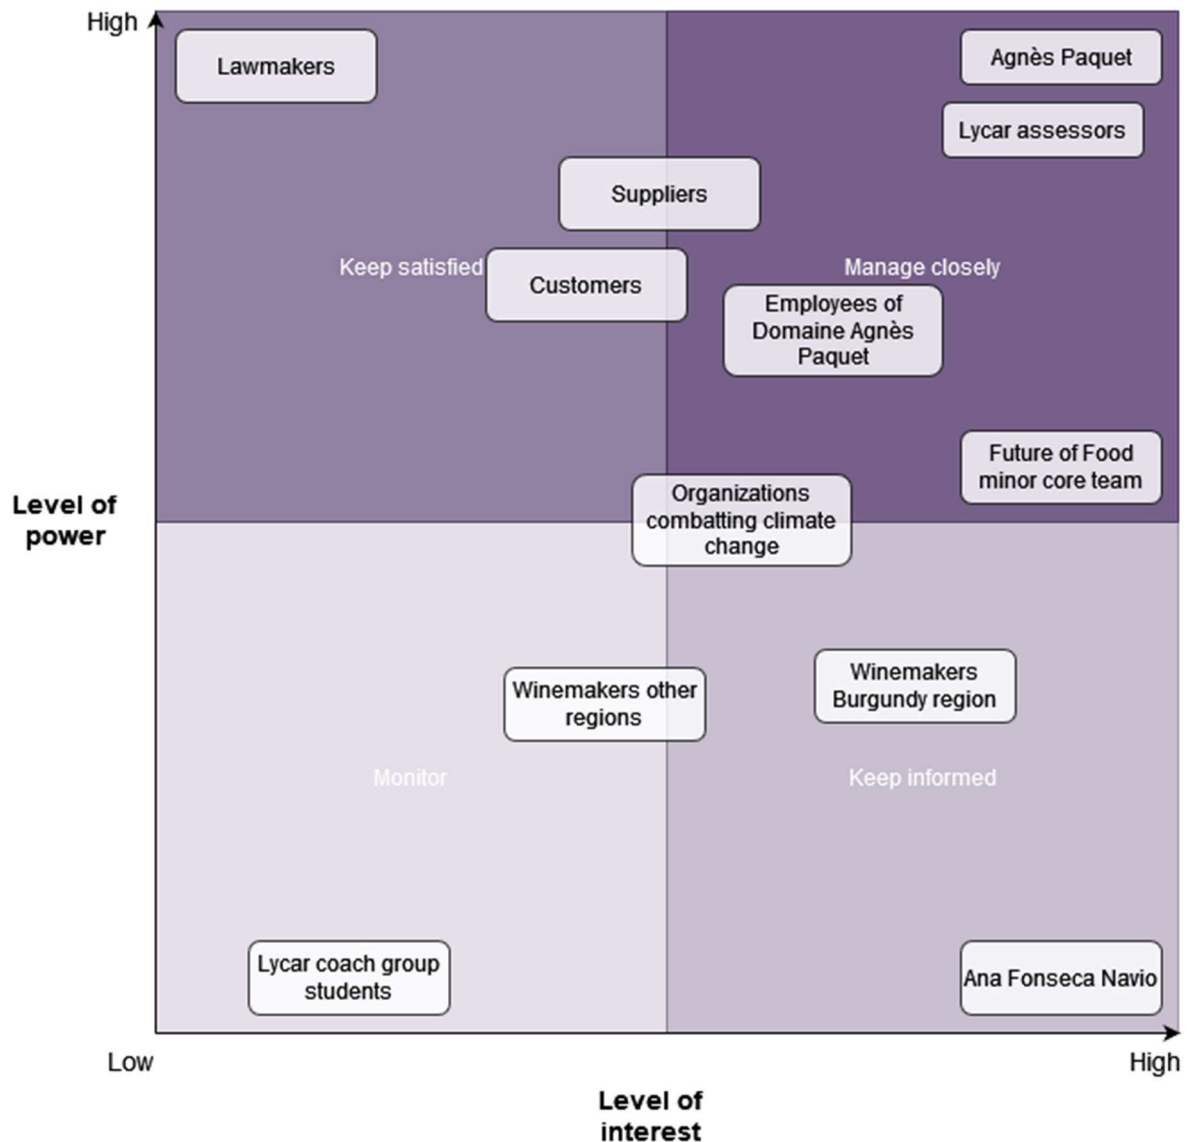 High
Lawmakers
Agnès Paquet
Lycar assessors
Suppliers
Keep satisfied
Manage closely
Customers
Employees of
Domaine Agnès
Paquet
Future of Food
minor core team
Organizations
combatting climate
change
Level of
power
Winemakers
Burgundy region
Winemakers other
regions
Monitor
Keep informed
Lycar coach group
students
Ana Fonseca Navio
Low
High
Level of
interest